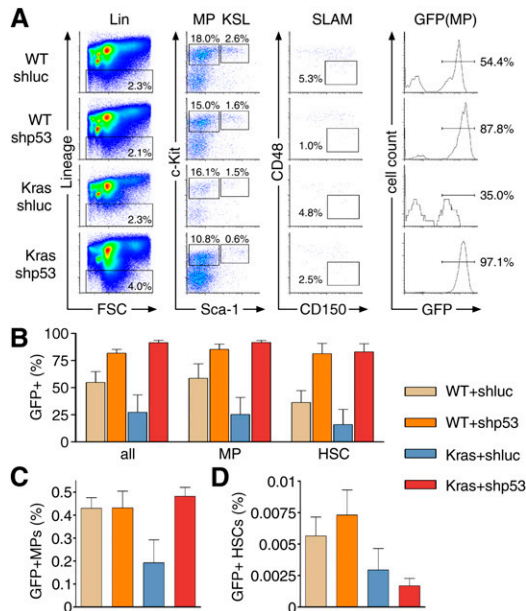 A
Lin MP KSL SLAM GFP(MP)
WT shluc
18.0% 2.6%
2.3%
5.3%
54.4%
WT shp53
15.0% 1.6%
2.1%
1.0%
87.8%
Kras shluc
16.1% 1.5%
2.3%
4.8%
35.0%
Kras shp53
10.8% 0.6%
4.0%
2.5%
97.1%
Lineage
c-Kit
CD48
cell count
FSC Sca-1 CD150 GFP
B
GFP+ (%)
100
75
50
25
0
all MP HSC
WT+shluc
WT+shp53
Kras+shluc
Kras+shp53
C
GFP+MPs (%)
0.5
0.4
0.3
0.2
0.1
0
D
GFP+ HSCs (%)
0.01
0.0075
0.005
0.0025
0